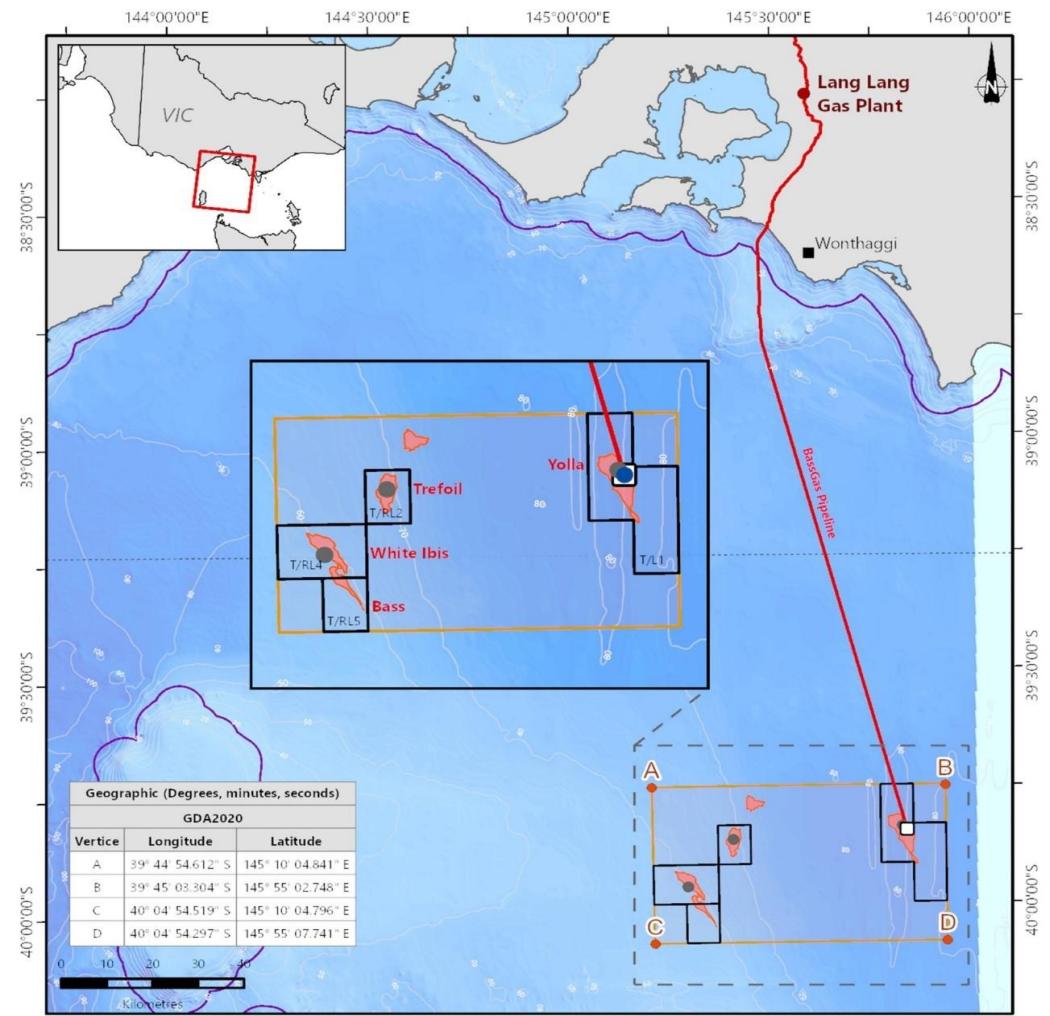 144°00'00"E 144°30'00"E 145°00'00"E 145°30'00"E 146°00'00"E
VIC
N
Lang Lang
Gas Plant
38°30'00"S
38°30'00"S
Wonthaggi
39°00'00"S
39°00'00"S
BassGas Pipeline
Yolla
Trefoil
T/RL2
White Ibis
T/RL4
T/L1
Bass
T/RL5
80
80
80
80
39°30'00"S
39°30'00"S
A
B
C
D
Geographic (Degrees, minutes, seconds)
GDA2020
Vertice Longitude Latitude
A 39° 44' 54.612" S 145° 10' 04.841" E
B 39° 45' 03.304" S 145° 55' 02.748" E
C 40° 04' 54.519" S 145° 10' 04.796" E
D 40° 04' 54.297" S 145° 55' 07.741" E
40°00'00"S
40°00'00"S
0 10 20 30 40
Kilometres